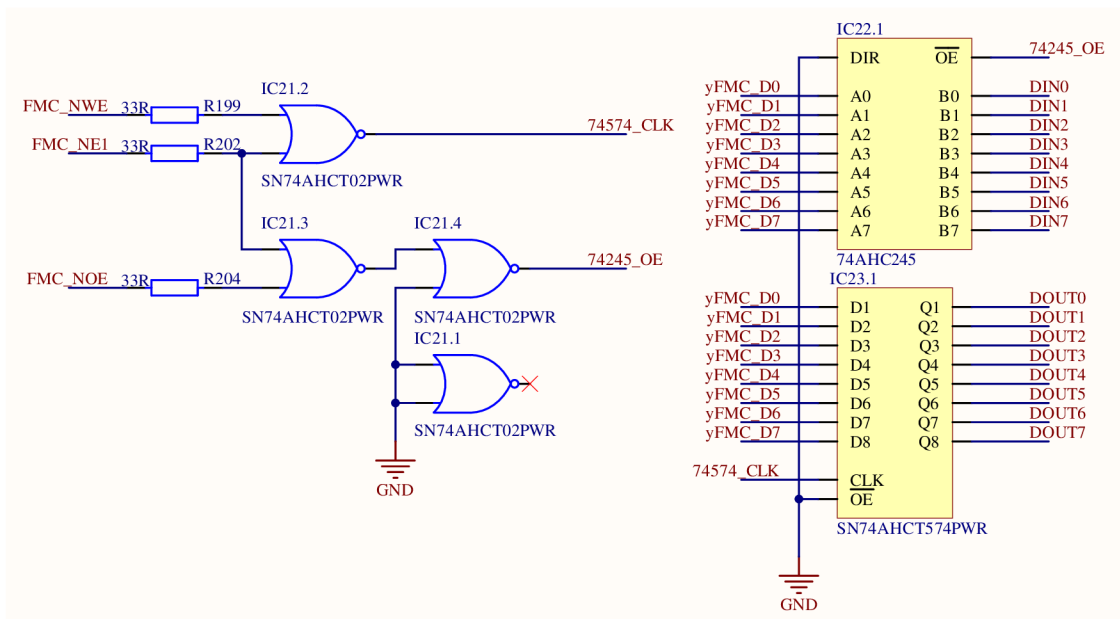 IC21.2
FMC_NWE 33R R199
74574_CLK
FMC_NE1 33R R202
SN74AHCT02PWR
IC21.3
IC21.4
74245_OE
FMC_NOE 33R R204
SN74AHCT02PWR
SN74AHCT02PWR
IC21.1
SN74AHCT02PWR
GND
IC22.1
DIR OE 74245_OE
yFMC_D0 A0 B0 DIN0
yFMC_D1 A1 B1 DIN1
yFMC_D2 A2 B2 DIN2
yFMC_D3 A3 B3 DIN3
yFMC_D4 A4 B4 DIN4
yFMC_D5 A5 B5 DIN5
yFMC_D6 A6 B6 DIN6
yFMC_D7 A7 B7 DIN7
74AHC245
IC23.1
yFMC_D0 D1 Q1 DOUT0
yFMC_D1 D2 Q2 DOUT1
yFMC_D2 D3 Q3 DOUT2
yFMC_D3 D4 Q4 DOUT3
yFMC_D4 D5 Q5 DOUT4
yFMC_D5 D6 Q6 DOUT5
yFMC_D6 D7 Q7 DOUT6
yFMC_D7 D8 Q8 DOUT7
74574_CLK CLK
OE
SN74AHCT574PWR
GND